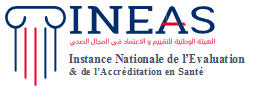 INEAS
الهيئة الوطنية للتقييم و الاعتماد في المجال الصحي
Instance Nationale de l'Evaluation
& de l'Accréditation en Santé